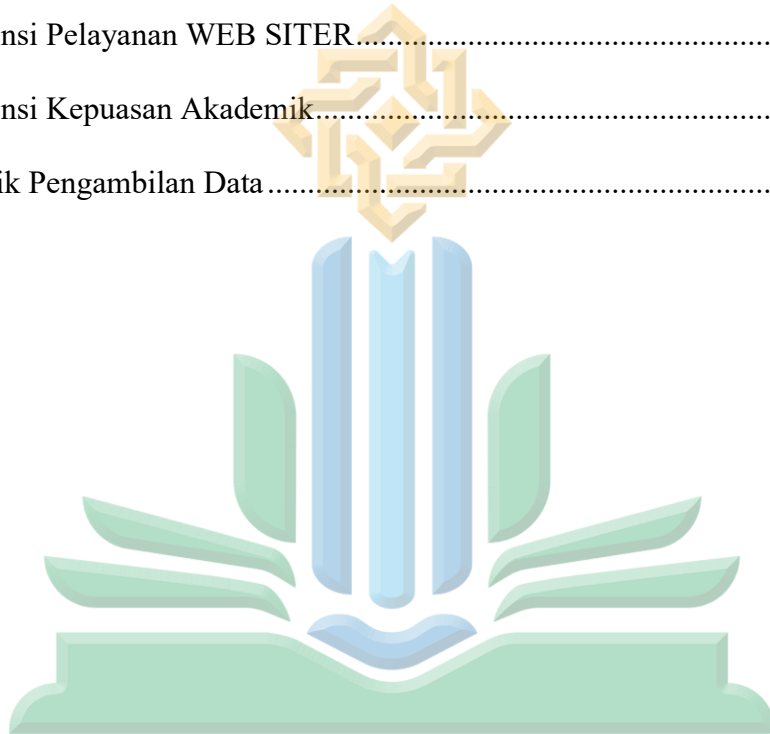 nsi Pelayanan WEB SITER..........................................................
nsi Kepuasan Akademik................................................................
ik Pengambilan Data.......................................................................